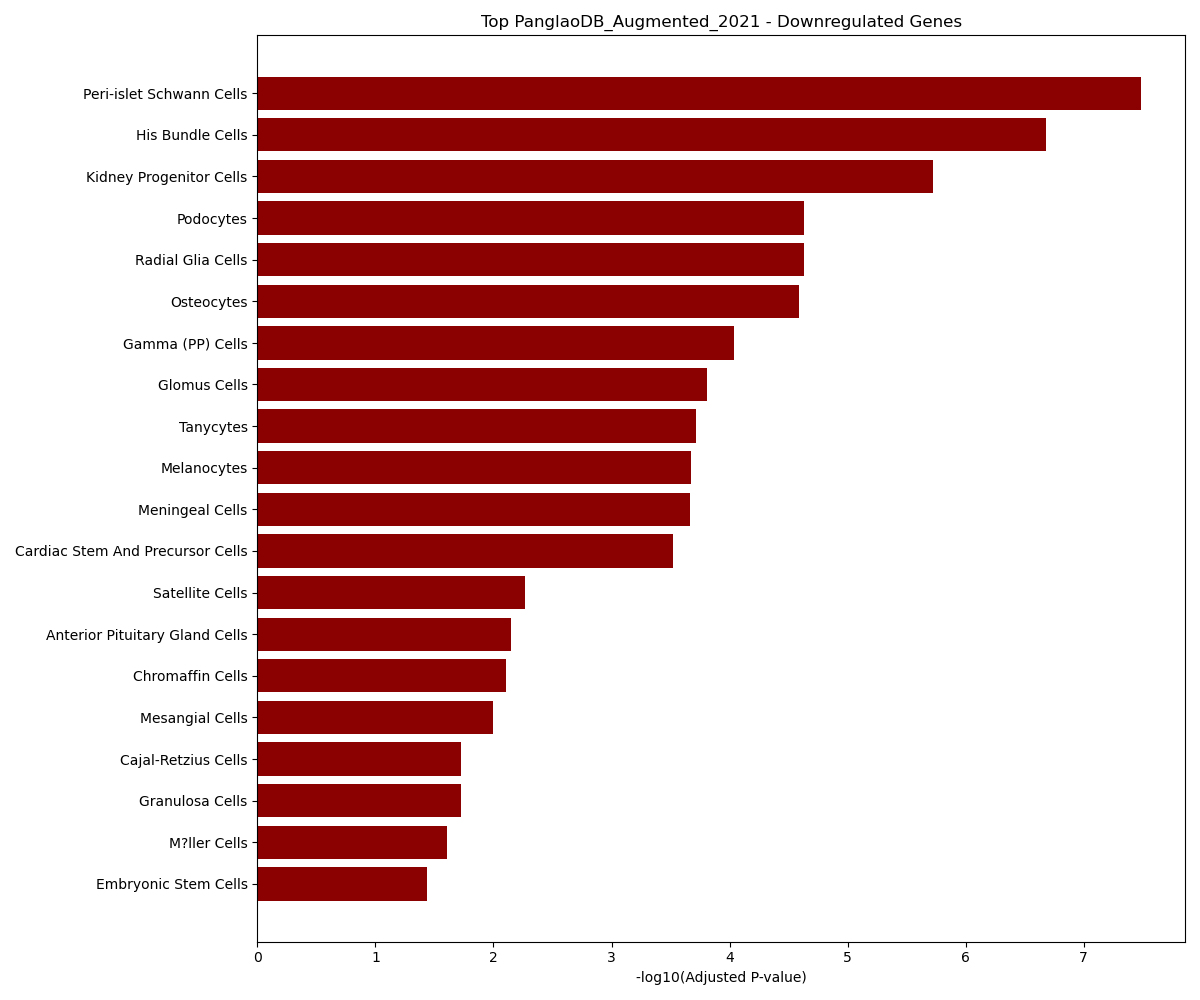 Top PanglaoDB_Augmented_2021 - Downregulated Genes
Peri-islet Schwann Cells
His Bundle Cells
Kidney Progenitor Cells
Podocytes
Radial Glia Cells
Osteocytes
Gamma (PP) Cells
Glomus Cells
Tanycytes
Melanocytes
Meningeal Cells
Cardiac Stem And Precursor Cells
Satellite Cells
Anterior Pituitary Gland Cells
Chromaffin Cells
Mesangial Cells
Cajal-Retzius Cells
Granulosa Cells
M?ller Cells
Embryonic Stem Cells
0 1 2 3 4 5 6 7
-log10(Adjusted P-value)